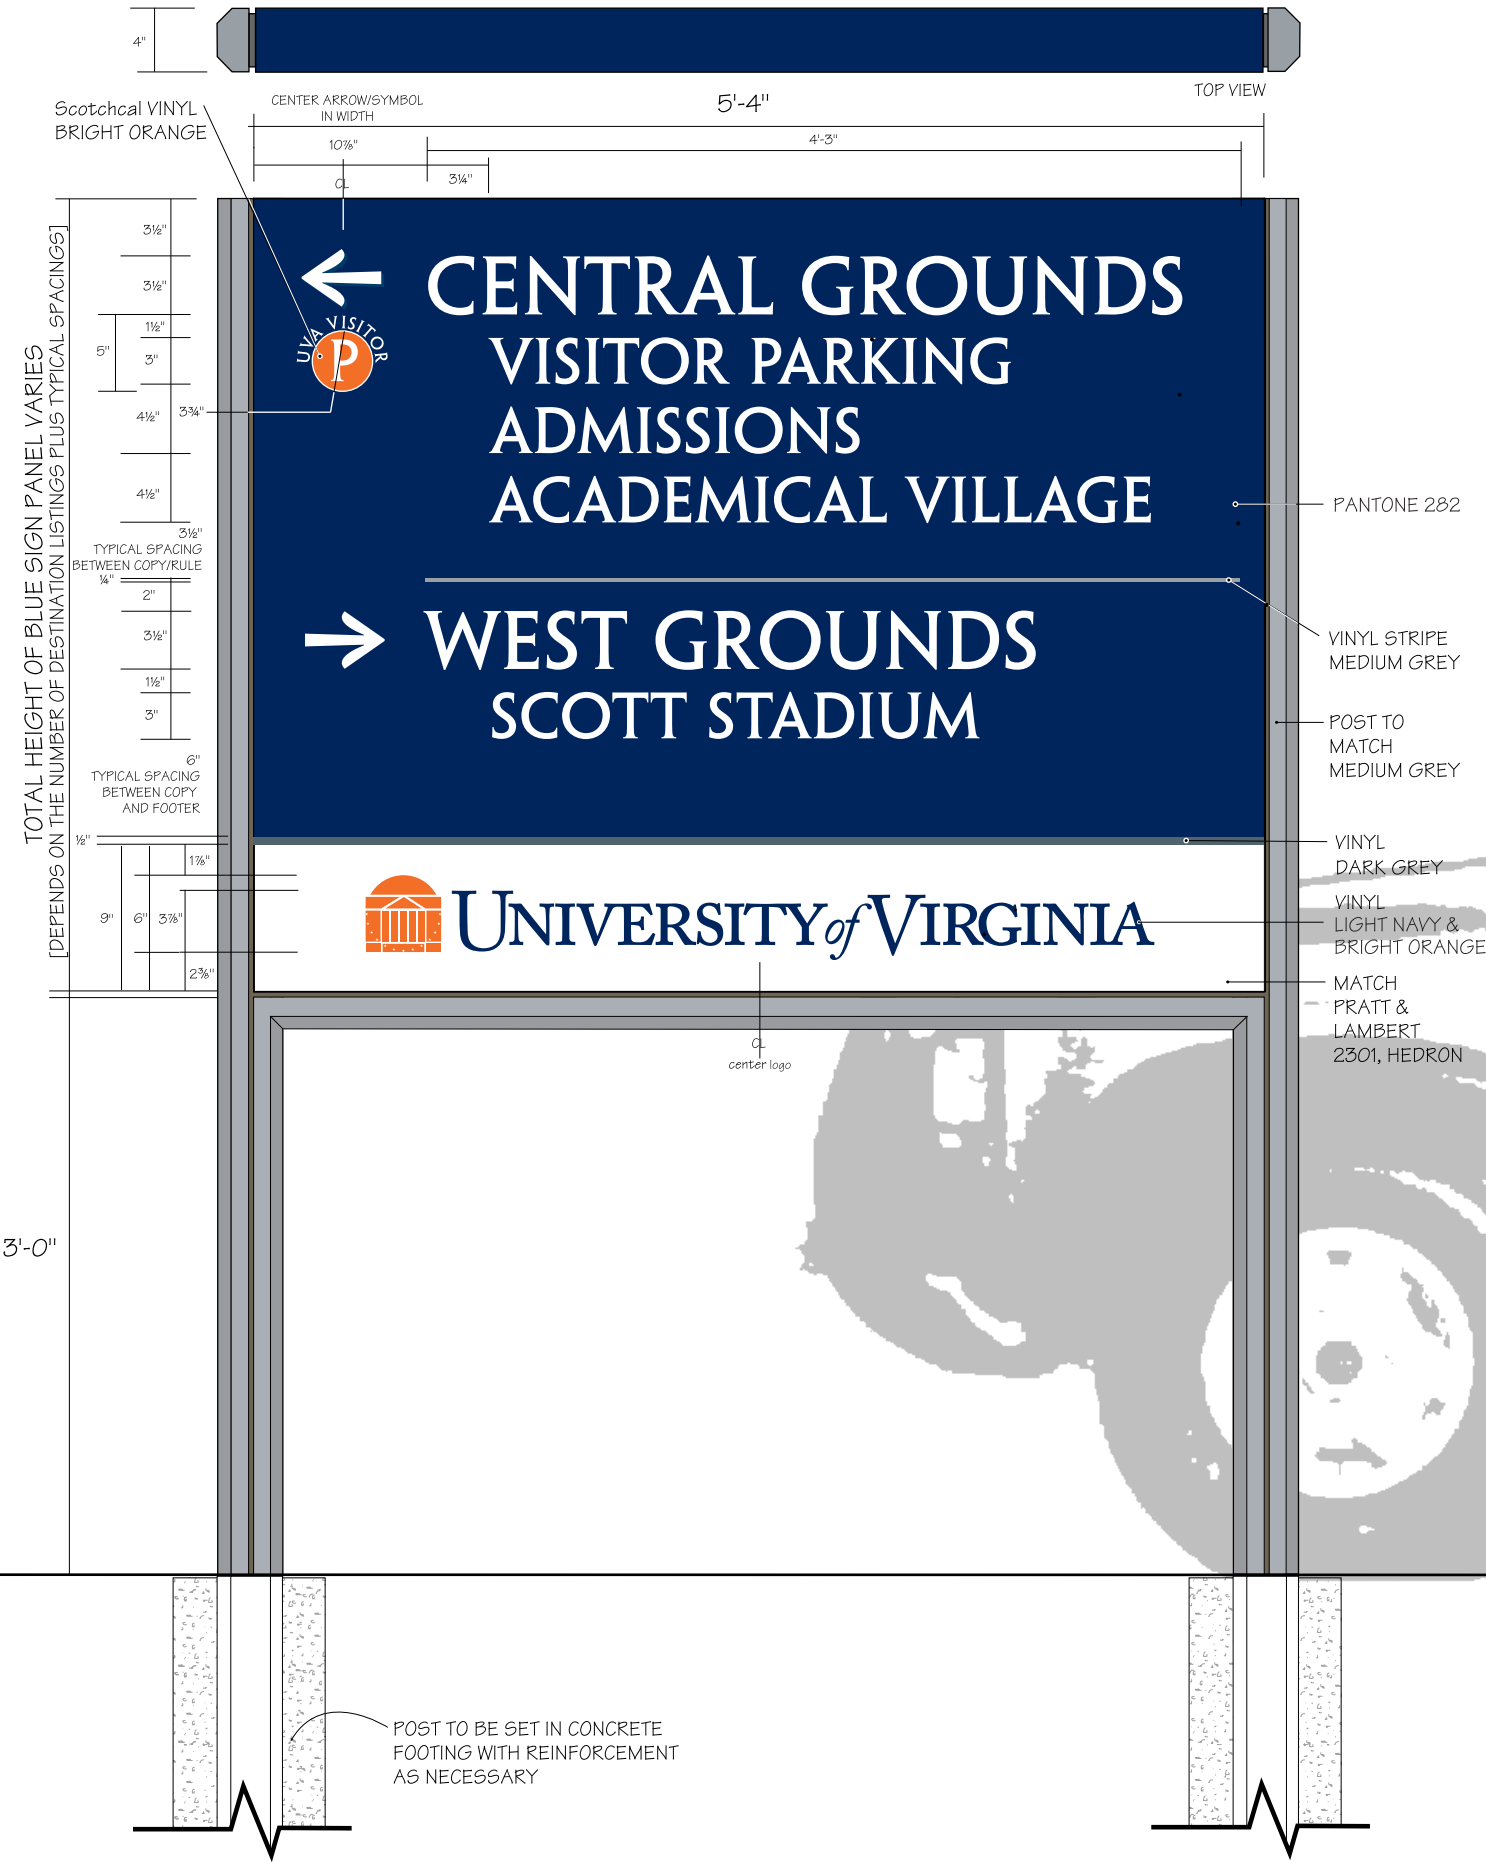 4"
TOP VIEW
Scotchcal VINYL
BRIGHT ORANGE
CENTER ARROW/SYMBOL
IN WIDTH
5'-4"
10⅞"
4'-3"
CL
3¼"
TOTAL HEIGHT OF BLUE SIGN PANEL VARIES
[DEPENDS ON THE NUMBER OF DESTINATION LISTINGS PLUS TYPICAL SPACINGS]
3½"
3½"
1½"
5"
3"
4½"
3¾"
4½"
3½"
TYPICAL SPACING
BETWEEN COPY/RULE
¼"
2"
3½"
1½"
3"
6"
TYPICAL SPACING
BETWEEN COPY
AND FOOTER
½"
1⅞"
9"
6"
3⅞"
2⅜"
3'-0"
CENTRAL GROUNDS
UVA VISITOR
P
VISITOR PARKING
ADMISSIONS
ACADEMICAL VILLAGE
WEST GROUNDS
SCOTT STADIUM
UNIVERSITY of VIRGINIA
CL
center logo
PANTONE 282
VINYL STRIPE
MEDIUM GREY
POST TO
MATCH
MEDIUM GREY
VINYL
DARK GREY
VINYL
LIGHT NAVY &
BRIGHT ORANGE
MATCH
PRATT &
LAMBERT
2301, HEDRON
POST TO BE SET IN CONCRETE
FOOTING WITH REINFORCEMENT
AS NECESSARY